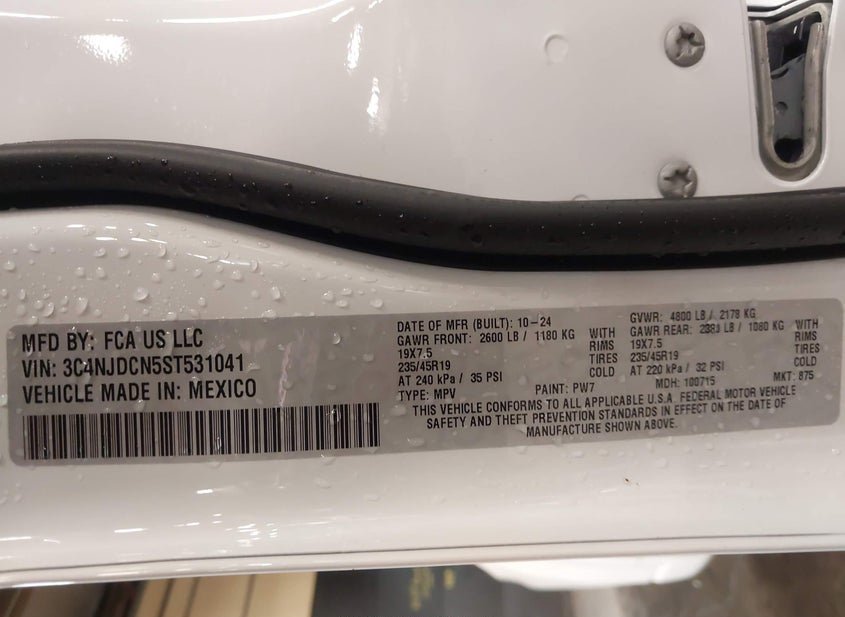 MFD BY: FCA US LLC
VIN: 3C4NJDCN5ST531041
VEHICLE MADE IN: MEXICO
DATE OF MFR (BUILT): 10-24
GAWR FRONT: 2600 LB / 1180 KG WITH
19X7.5 RIMS
235/45R19 TIRES
AT 240 kPa / 35 PSI COLD
TYPE: MPV PAINT: PW7
GVWR: 4800 LB / 2178 KG
GAWR REAR: LB / 1080 KG WITH
19X7.5 RIMS
235/45R19 TIRES
AT 220 kPa / 32 PSI COLD
MDH: 100715 MKT: 875
THIS VEHICLE CONFORMS TO ALL APPLICABLE U.S.A. FEDERAL MOTOR VEHICLE
SAFETY AND THEFT PREVENTION STANDARDS IN EFFECT ON THE DATE OF
MANUFACTURE SHOWN ABOVE.